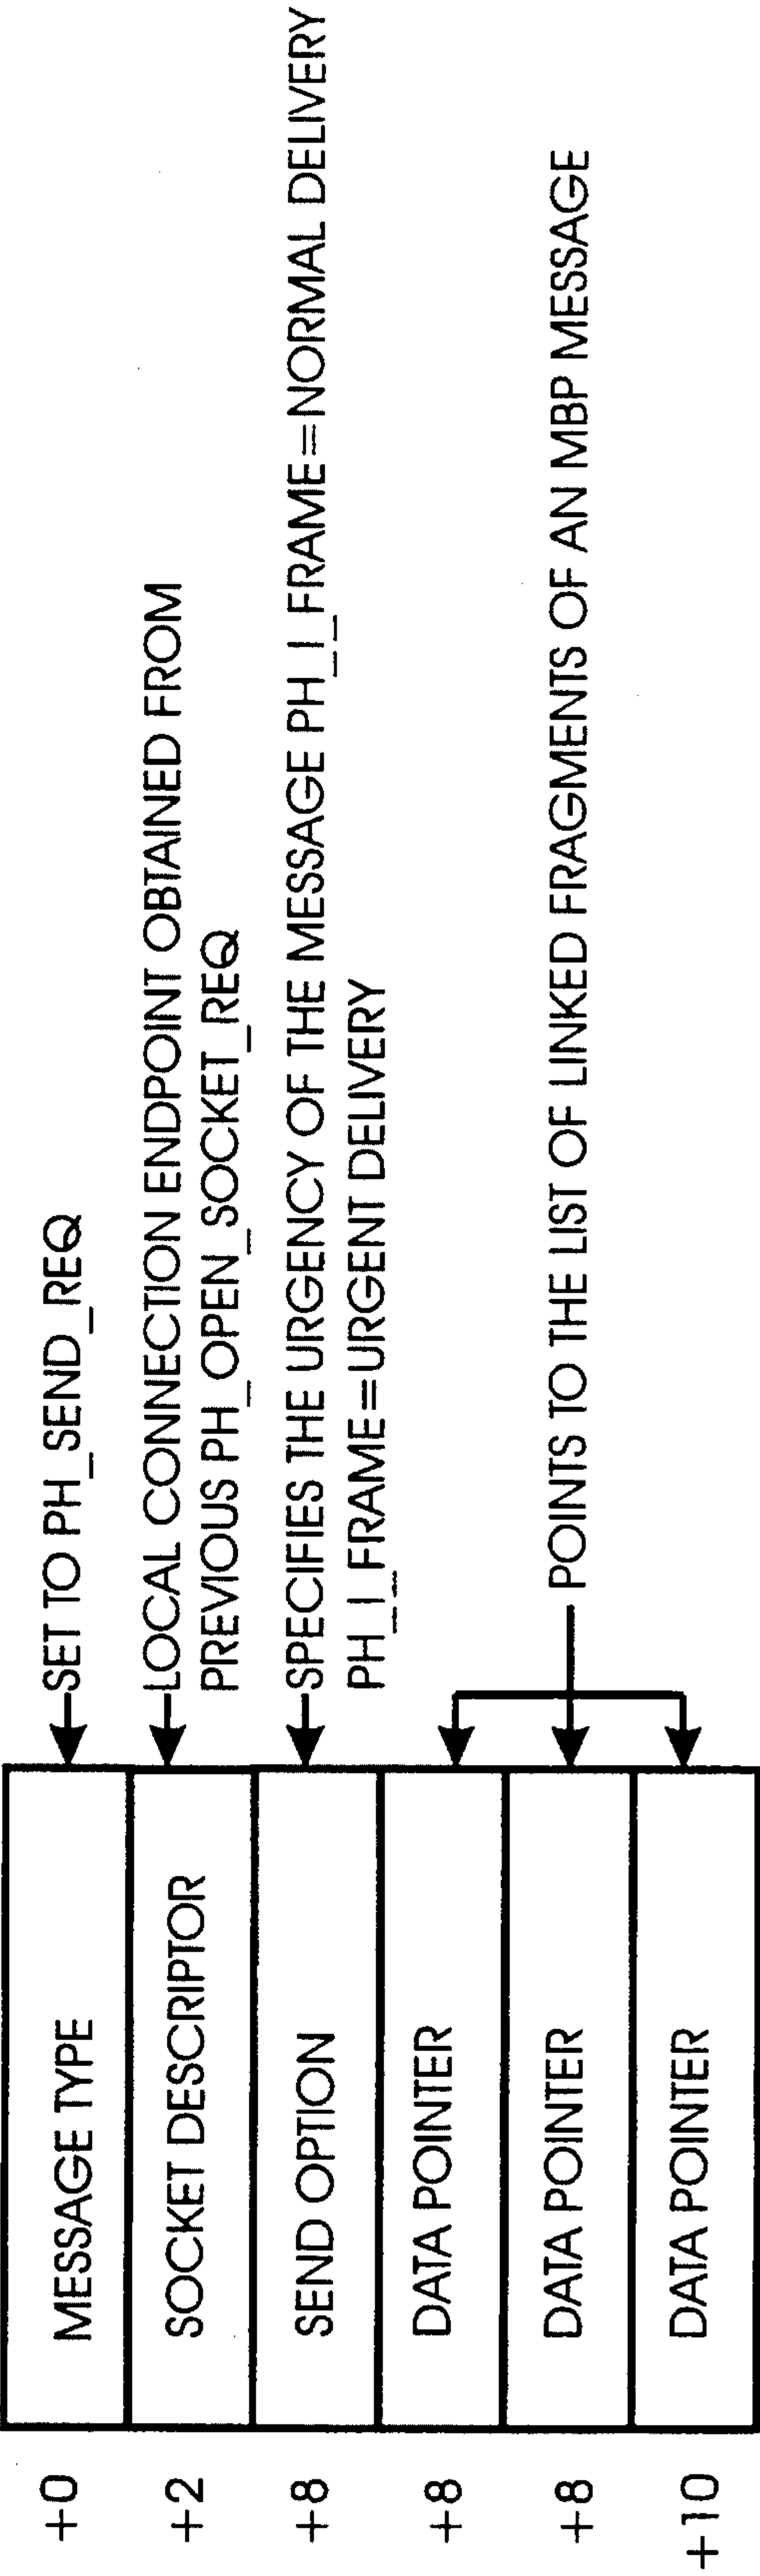 +0 MESSAGE TYPE SET TO PH_SEND_REQ
+2 SOCKET DESCRIPTOR LOCAL CONNECTION ENDPOINT OBTAINED FROM
PREVIOUS PH_OPEN_SOCKET_REQ
+8 SEND OPTION SPECIFIES THE URGENCY OF THE MESSAGE PH_I_FRAME=NORMAL DELIVERY
PH_I_FRAME=URGENT DELIVERY
+8 DATA POINTER
+8 DATA POINTER POINTS TO THE LIST OF LINKED FRAGMENTS OF AN MBP MESSAGE
+10 DATA POINTER